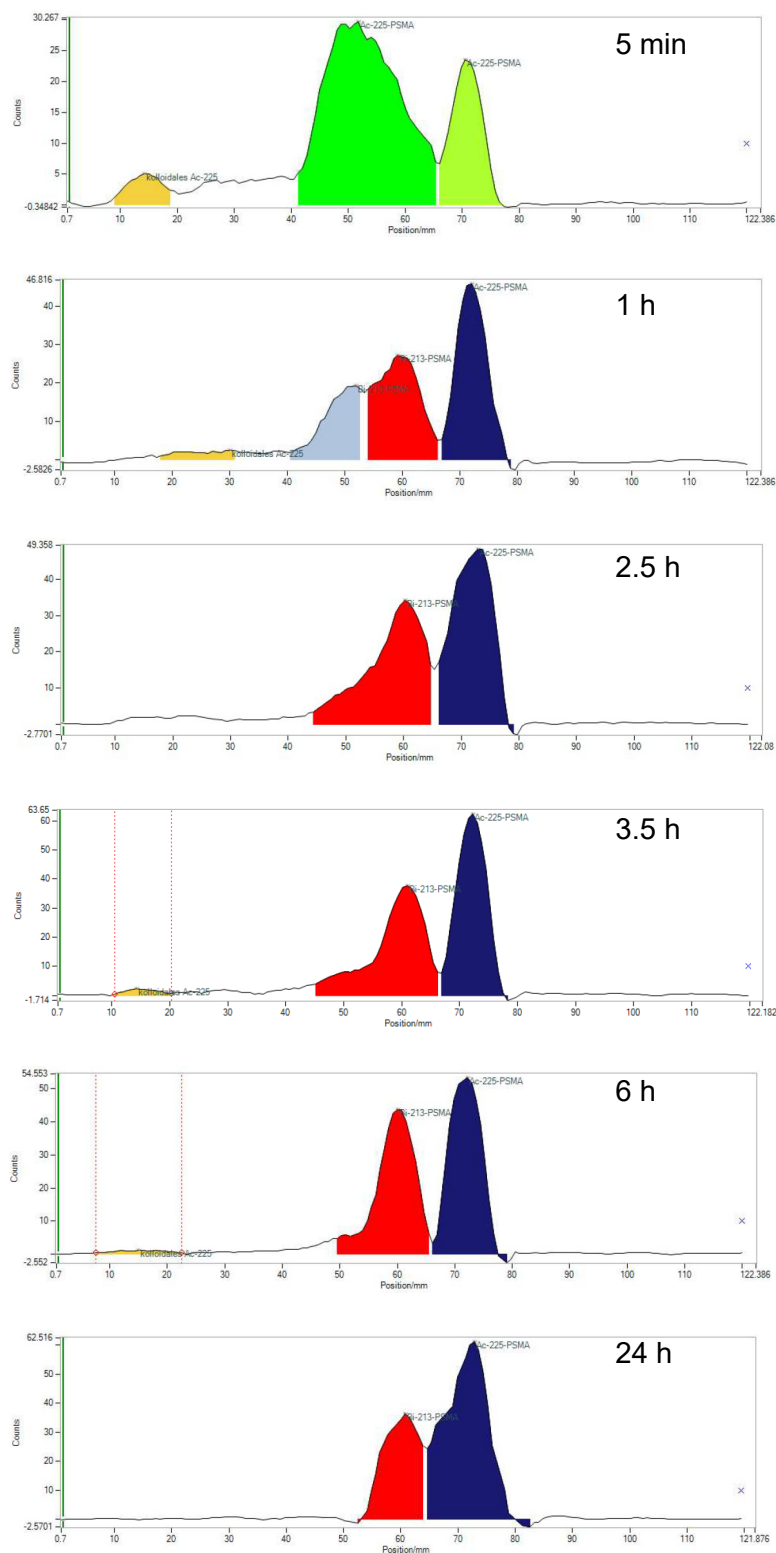 5 min
30.267
25
20
15
10
5
-0.34842
Counts
kolloidales Ac-225
Ac-225-PSMA
Ac-225-PSMA
0.7 10 20 30 40 50 60 70 80 90 100 110 122.386
Position/mm
1 h
46.816
40
30
20
10
-2.5826
Counts
kolloidales Ac-225
Bi-213-PSMA
Bi-213-PSMA
Ac-225-PSMA
0.7 10 20 30 40 50 60 70 80 90 100 110 122.386
Position/mm
2.5 h
49.358
40
30
20
10
-2.7701
Counts
Bi-213-PSMA
Ac-225-PSMA
0.7 10 20 30 40 50 60 70 80 90 100 110 122.08
Position/mm
3.5 h
63.65
60
50
40
30
20
10
-1.714
Counts
kolloidales Ac-225
Bi-213-PSMA
Ac-225-PSMA
0.7 10 20 30 40 50 60 70 80 90 100 110 122.182
Position/mm
6 h
54.553
50
40
30
20
10
-2.552
Counts
kolloidales Ac-225
Bi-213-PSMA
Ac-225-PSMA
0.7 10 20 30 40 50 60 70 80 90 100 110 122.386
Position/mm
24 h
62.516
50
40
30
20
10
-2.5701
Counts
Bi-213-PSMA
Ac-225-PSMA
0.7 10 20 30 40 50 60 70 80 90 100 110 121.876
Position/mm